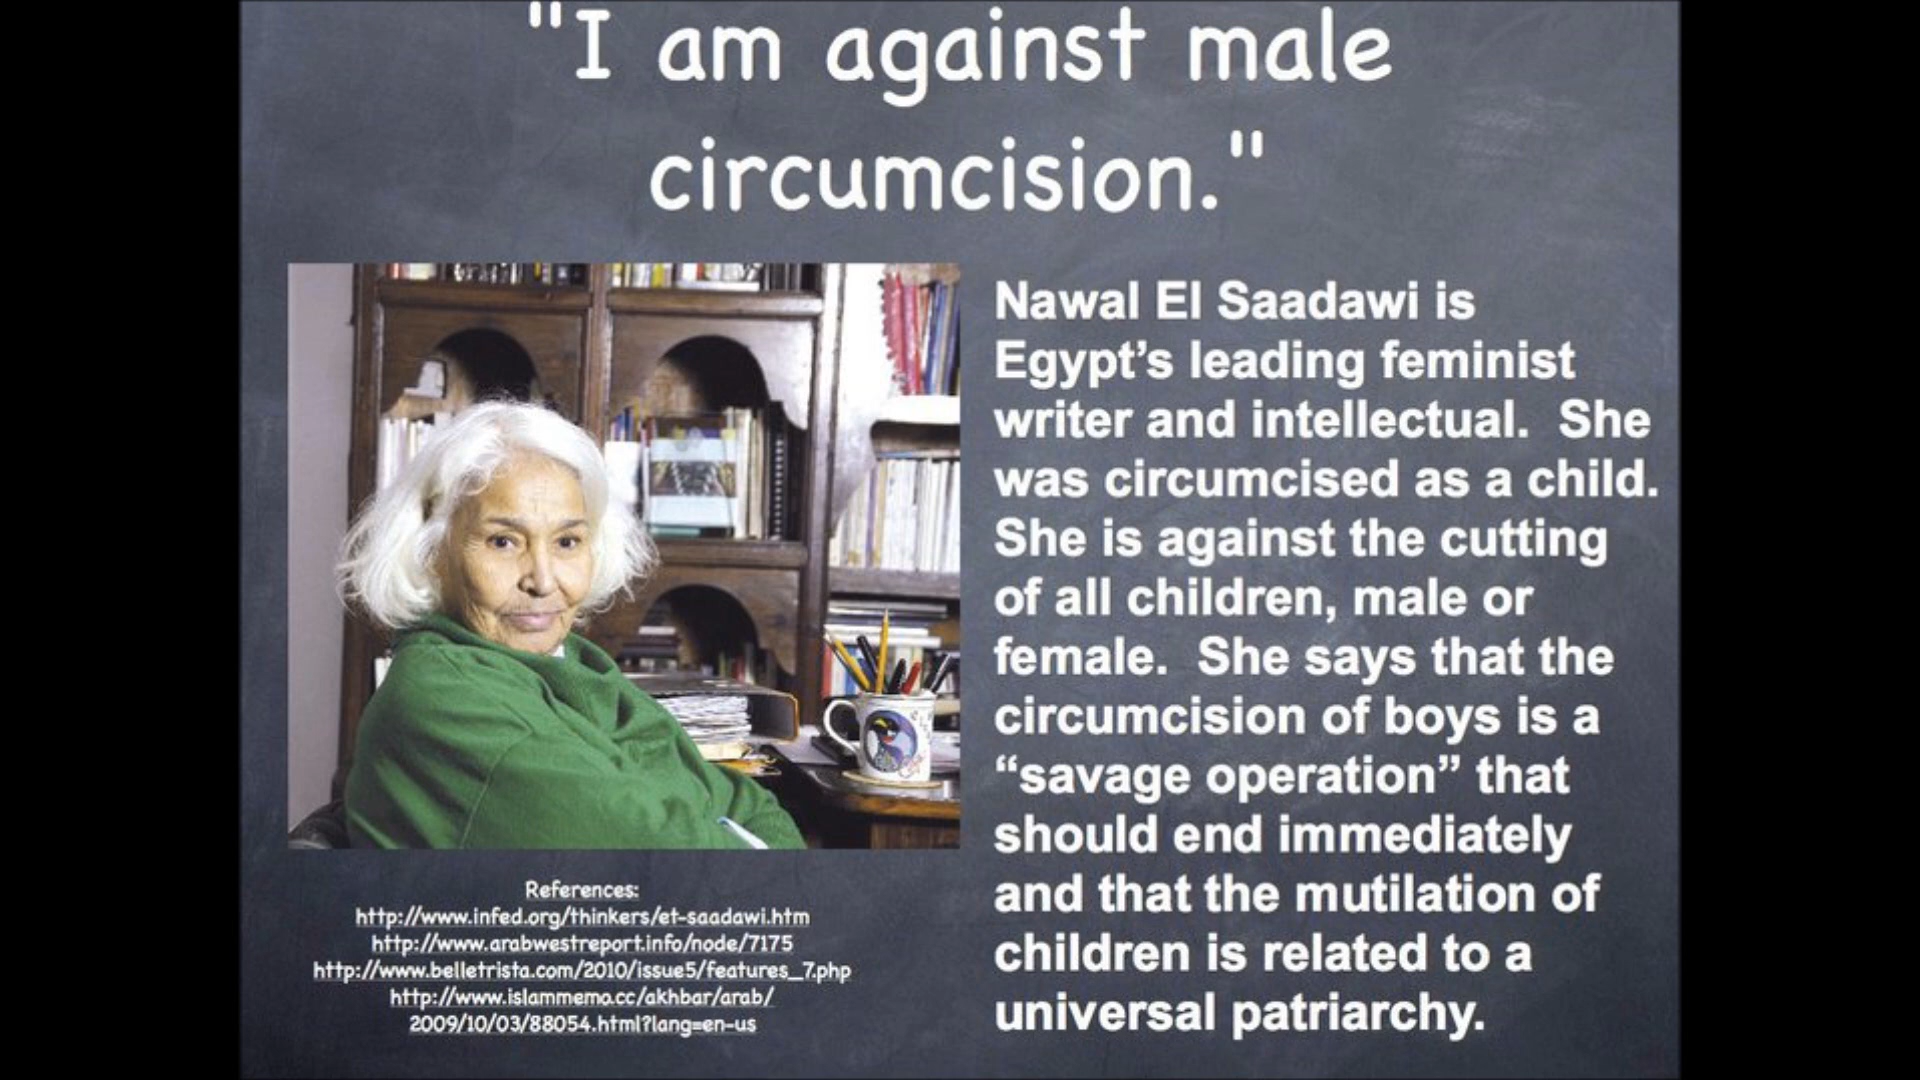 "I am against male
circumcision."
Nawal El Saadawi is
Egypt’s leading feminist
writer and intellectual.  She
was circumcised as a child.
She is against the cutting
of all children, male or
female.  She says that the
circumcision of boys is a
“savage operation” that
should end immediately
and that the mutilation of
children is related to a
universal patriarchy.
References:
http://www.infed.org/thinkers/et-saadawi.htm
http://www.arabwestreport.info/node/7175
http://www.belletrista.com/2010/issue5/features_7.php
http://www.islammemo.cc/akhbar/arab/
2009/10/03/88054.html?lang=en-us